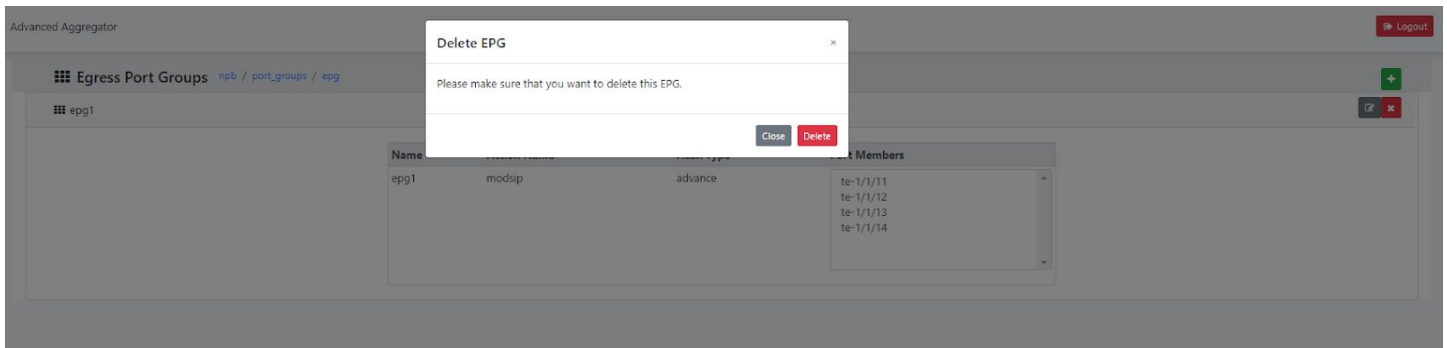 Advanced Aggregator
Logout
Delete EPG
×
Please make sure that you want to delete this EPG.
Close Delete
Egress Port Groups npb / port_groups / epg
epg1
Name Members
epg1 modsip advance te-1/1/11
te-1/1/12
te-1/1/13
te-1/1/14